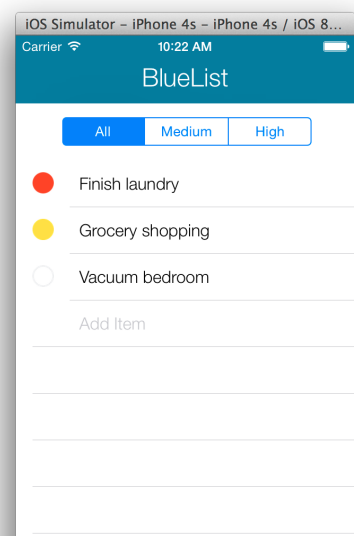 iOS Simulator – iPhone 4s – iPhone 4s / iOS 8...
Carrier 10:22 AM
BlueList
All Medium High
Finish laundry
Grocery shopping
Vacuum bedroom
Add Item